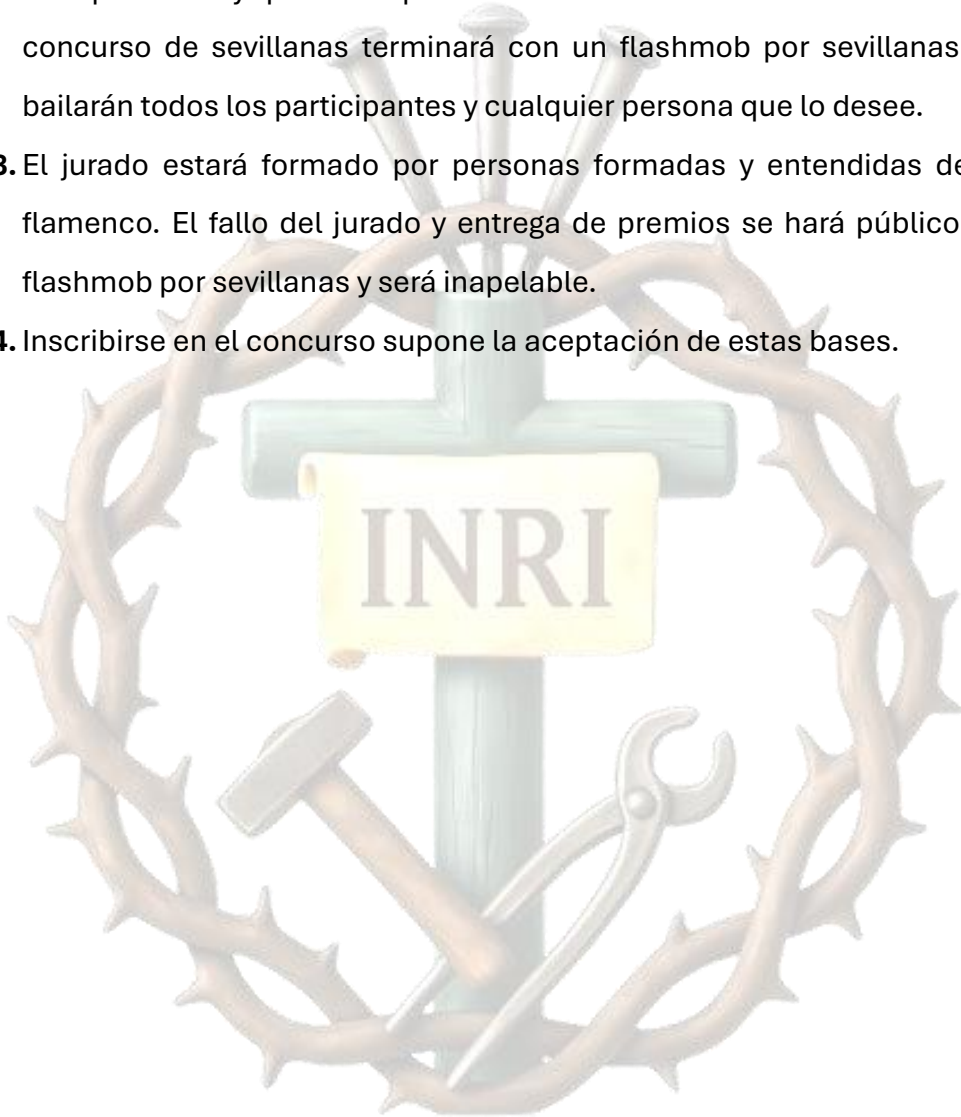 concurso de sevillanas terminará con un flashmob por sevillanas
bailarán todos los participantes y cualquier persona que lo desee.
3. El jurado estará formado por personas formadas y entendidas de
flamenco. El fallo del jurado y entrega de premios se hará público
flashmob por sevillanas y será inapelable.
4. Inscribirse en el concurso supone la aceptación de estas bases.
INRI